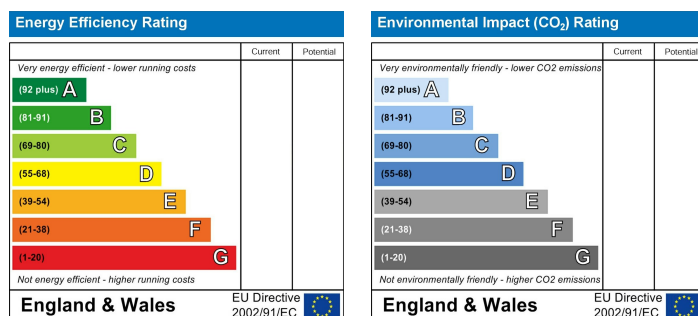 Energy Efficiency Rating
Current Potential
Very energy efficient - lower running costs
(92 plus) A
(81-91) B
(69-80) C
(55-68) D
(39-54) E
(21-38) F
(1-20) G
Not energy efficient - higher running costs
England & Wales
EU Directive
2002/91/EC
Environmental Impact (CO₂) Rating
Current Potential
Very environmentally friendly - lower CO2 emissions
(92 plus) A
(81-91) B
(69-80) C
(55-68) D
(39-54) E
(21-38) F
(1-20) G
Not environmentally friendly - higher CO2 emissions
England & Wales
EU Directive
2002/91/EC